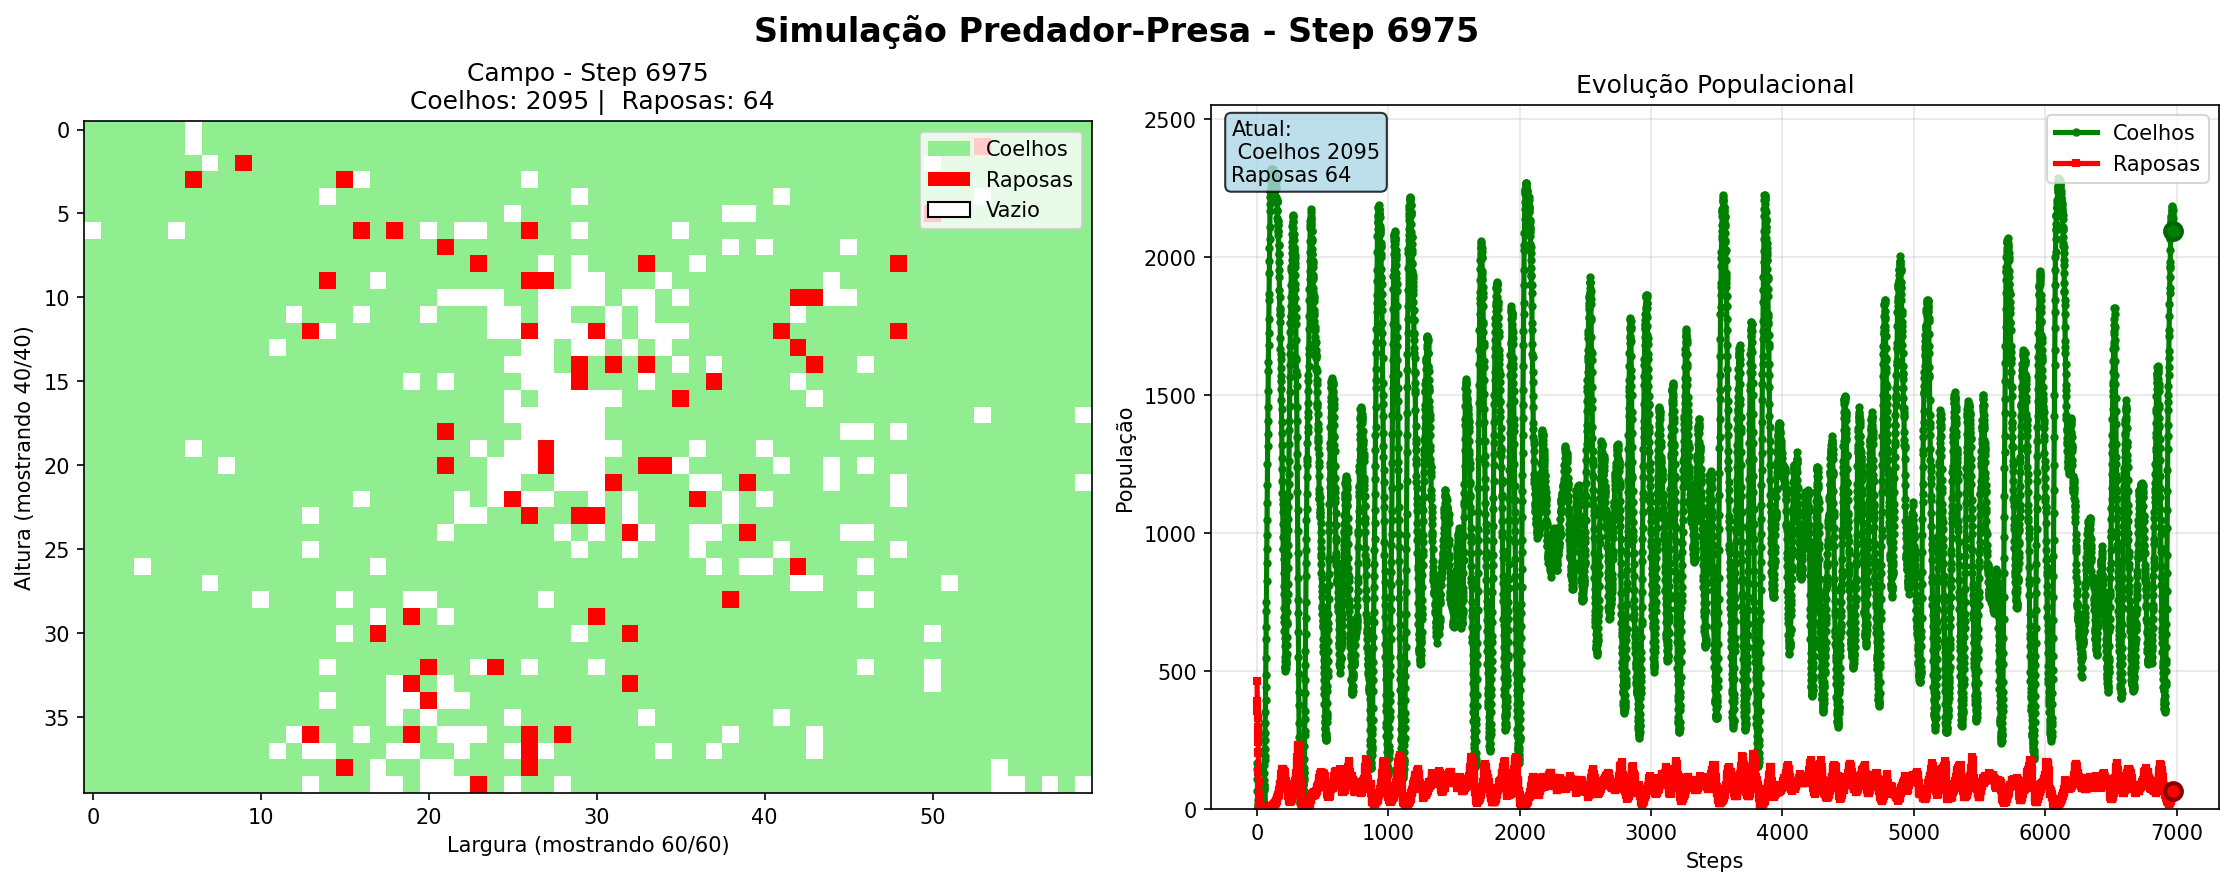 Simulação Predador-Presa - Step 6975
Campo - Step 6975
Coelhos: 2095 |  Raposas: 64
Coelhos
Raposas
Vazio
0
5
10
15
20
25
30
35
Altura (mostrando 40/40)
0
10
20
30
40
50
Largura (mostrando 60/60)
Evolução Populacional
Atual:
Coelhos 2095
Raposas 64
Coelhos
Raposas
2500
2000
1500
1000
500
0
População
0
1000
2000
3000
4000
5000
6000
7000
Steps